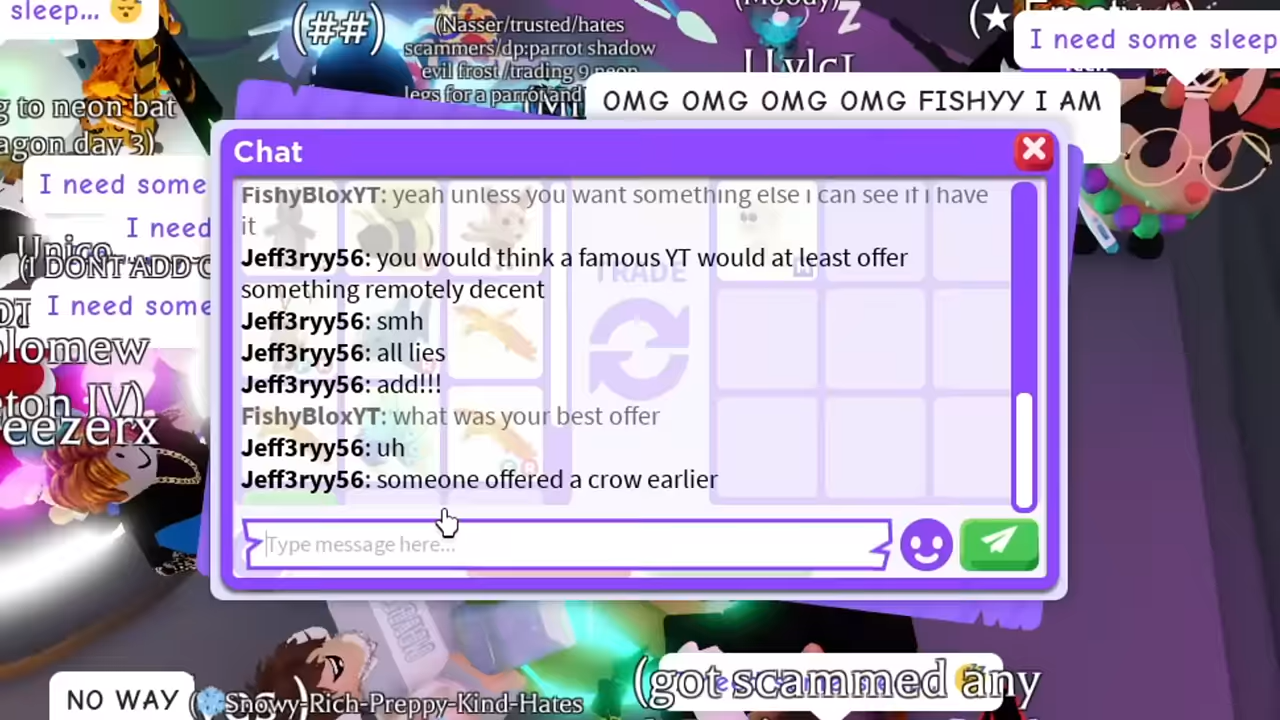 sleep...
(##)
(Nasser/trusted/hates
scammers/dp:parrot shadow
evil frost /trading 9 neon
legs for a parrot and
(Moody)
Z
(★
I need some sleep
OMG OMG OMG OMG FISHYY I AM
g to neon bat
agon day 3)
I need some
I need
(I DONT ADD
I need some
olomew
eton IV)
eezerx
Chat
FishyBloxYT: yeah unless you want something else i can see if i have
it
Jeff3ryy56: you would think a famous YT would at least offer
something remotely decent
TRADE
Jeff3ryy56: smh
Jeff3ryy56: all lies
Jeff3ryy56: add!!!
FishyBloxYT: what was your best offer
Jeff3ryy56: uh
Jeff3ryy56: someone offered a crow earlier
Type message here...
NO WAY
Snowy-Rich-Preppy-Kind-Hates
(got scammed any